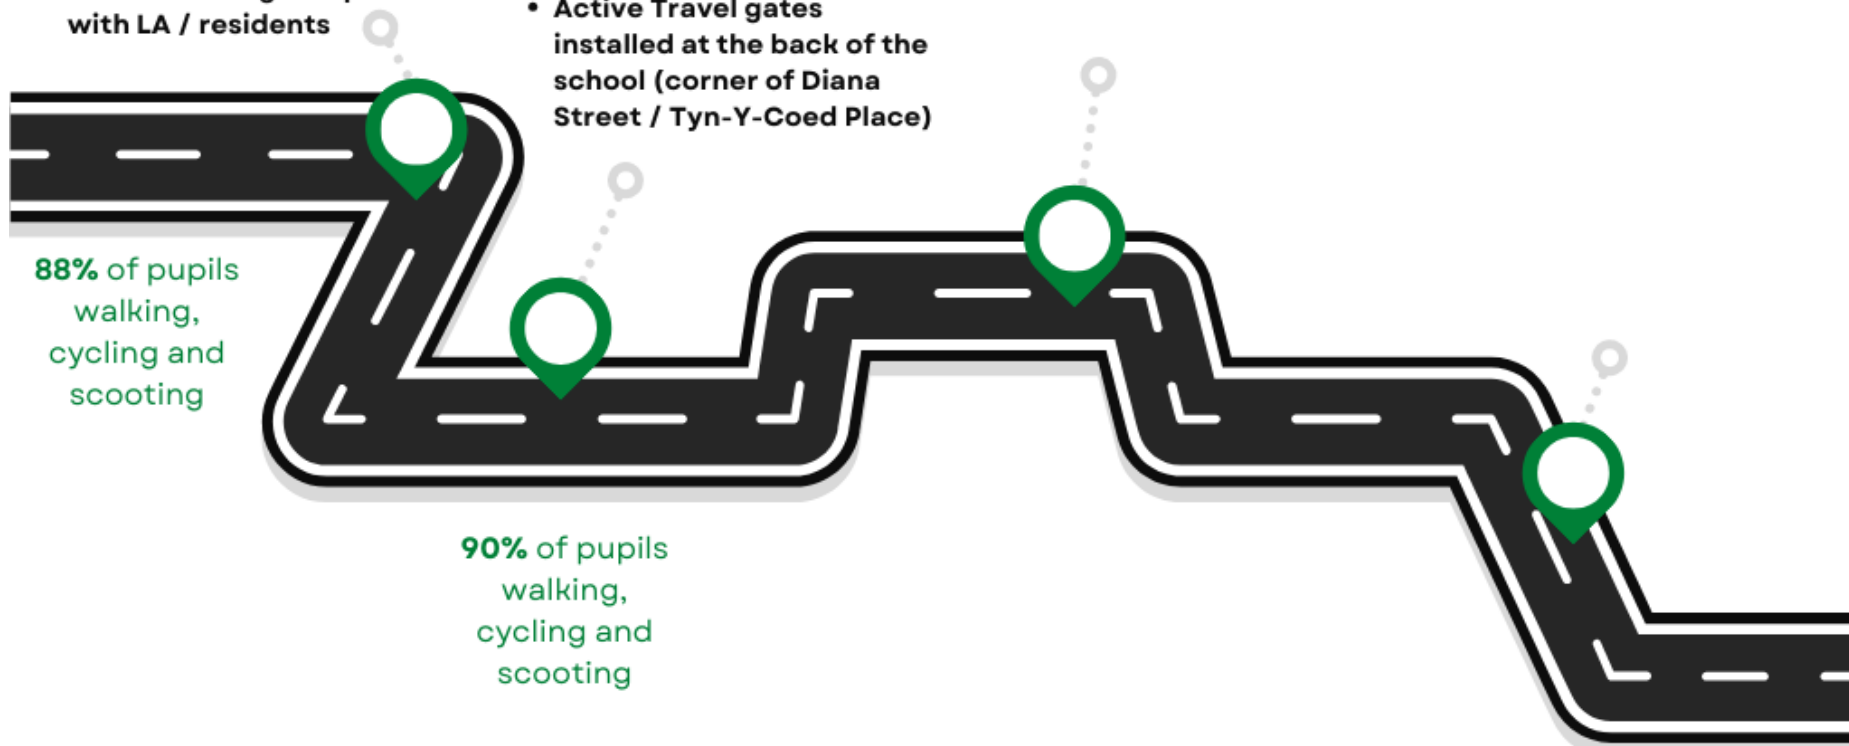 with LA / residents
• Active Travel gates
installed at the back of the
school (corner of Diana
Street / Tyn-Y-Coed Place)
88% of pupils
walking,
cycling and
scooting
90% of pupils
walking,
cycling and
scooting